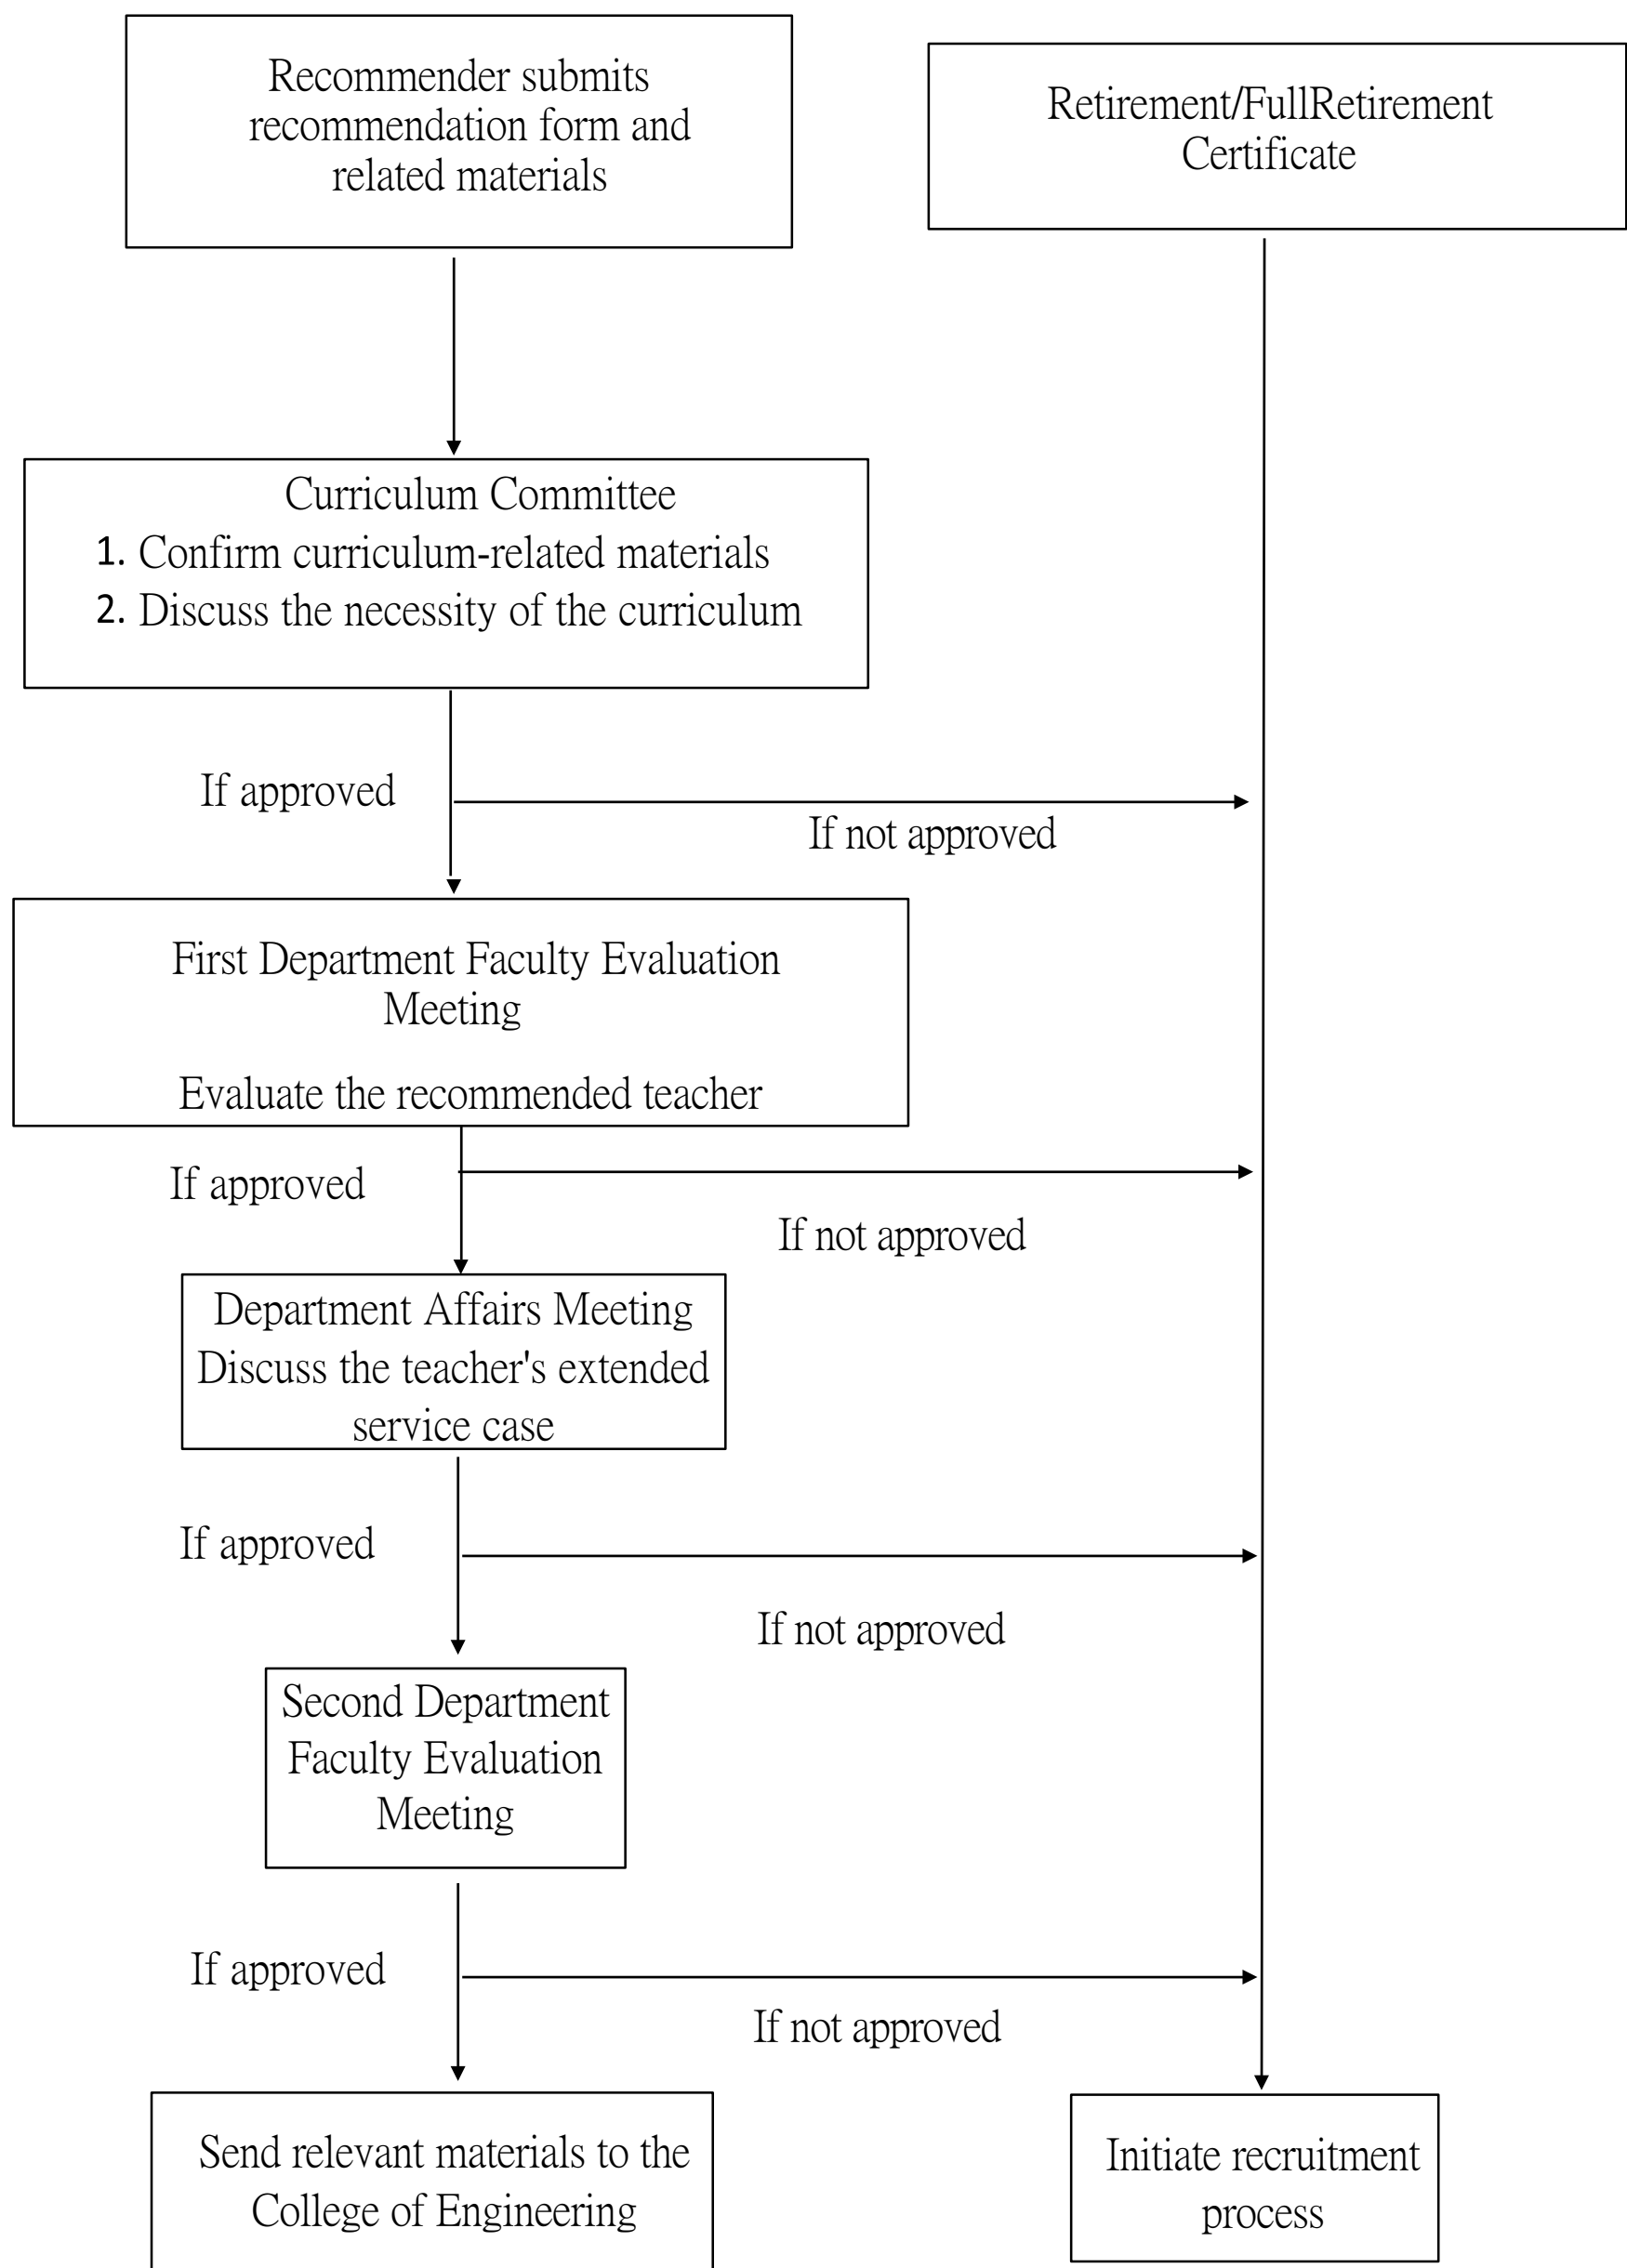 Recommender submits
recommendation form and
related materials
Retirement/FullRetirement
Certificate
Curriculum Committee
1. Confirm curriculum-related materials
2. Discuss the necessity of the curriculum
If approved
If not approved
First Department Faculty Evaluation
Meeting
Evaluate the recommended teacher
If approved
If not approved
Department Affairs Meeting
Discuss the teacher's extended
service case
If approved
If not approved
Second Department
Faculty Evaluation
Meeting
If approved
If not approved
Send relevant materials to the
College of Engineering
Initiate recruitment
process